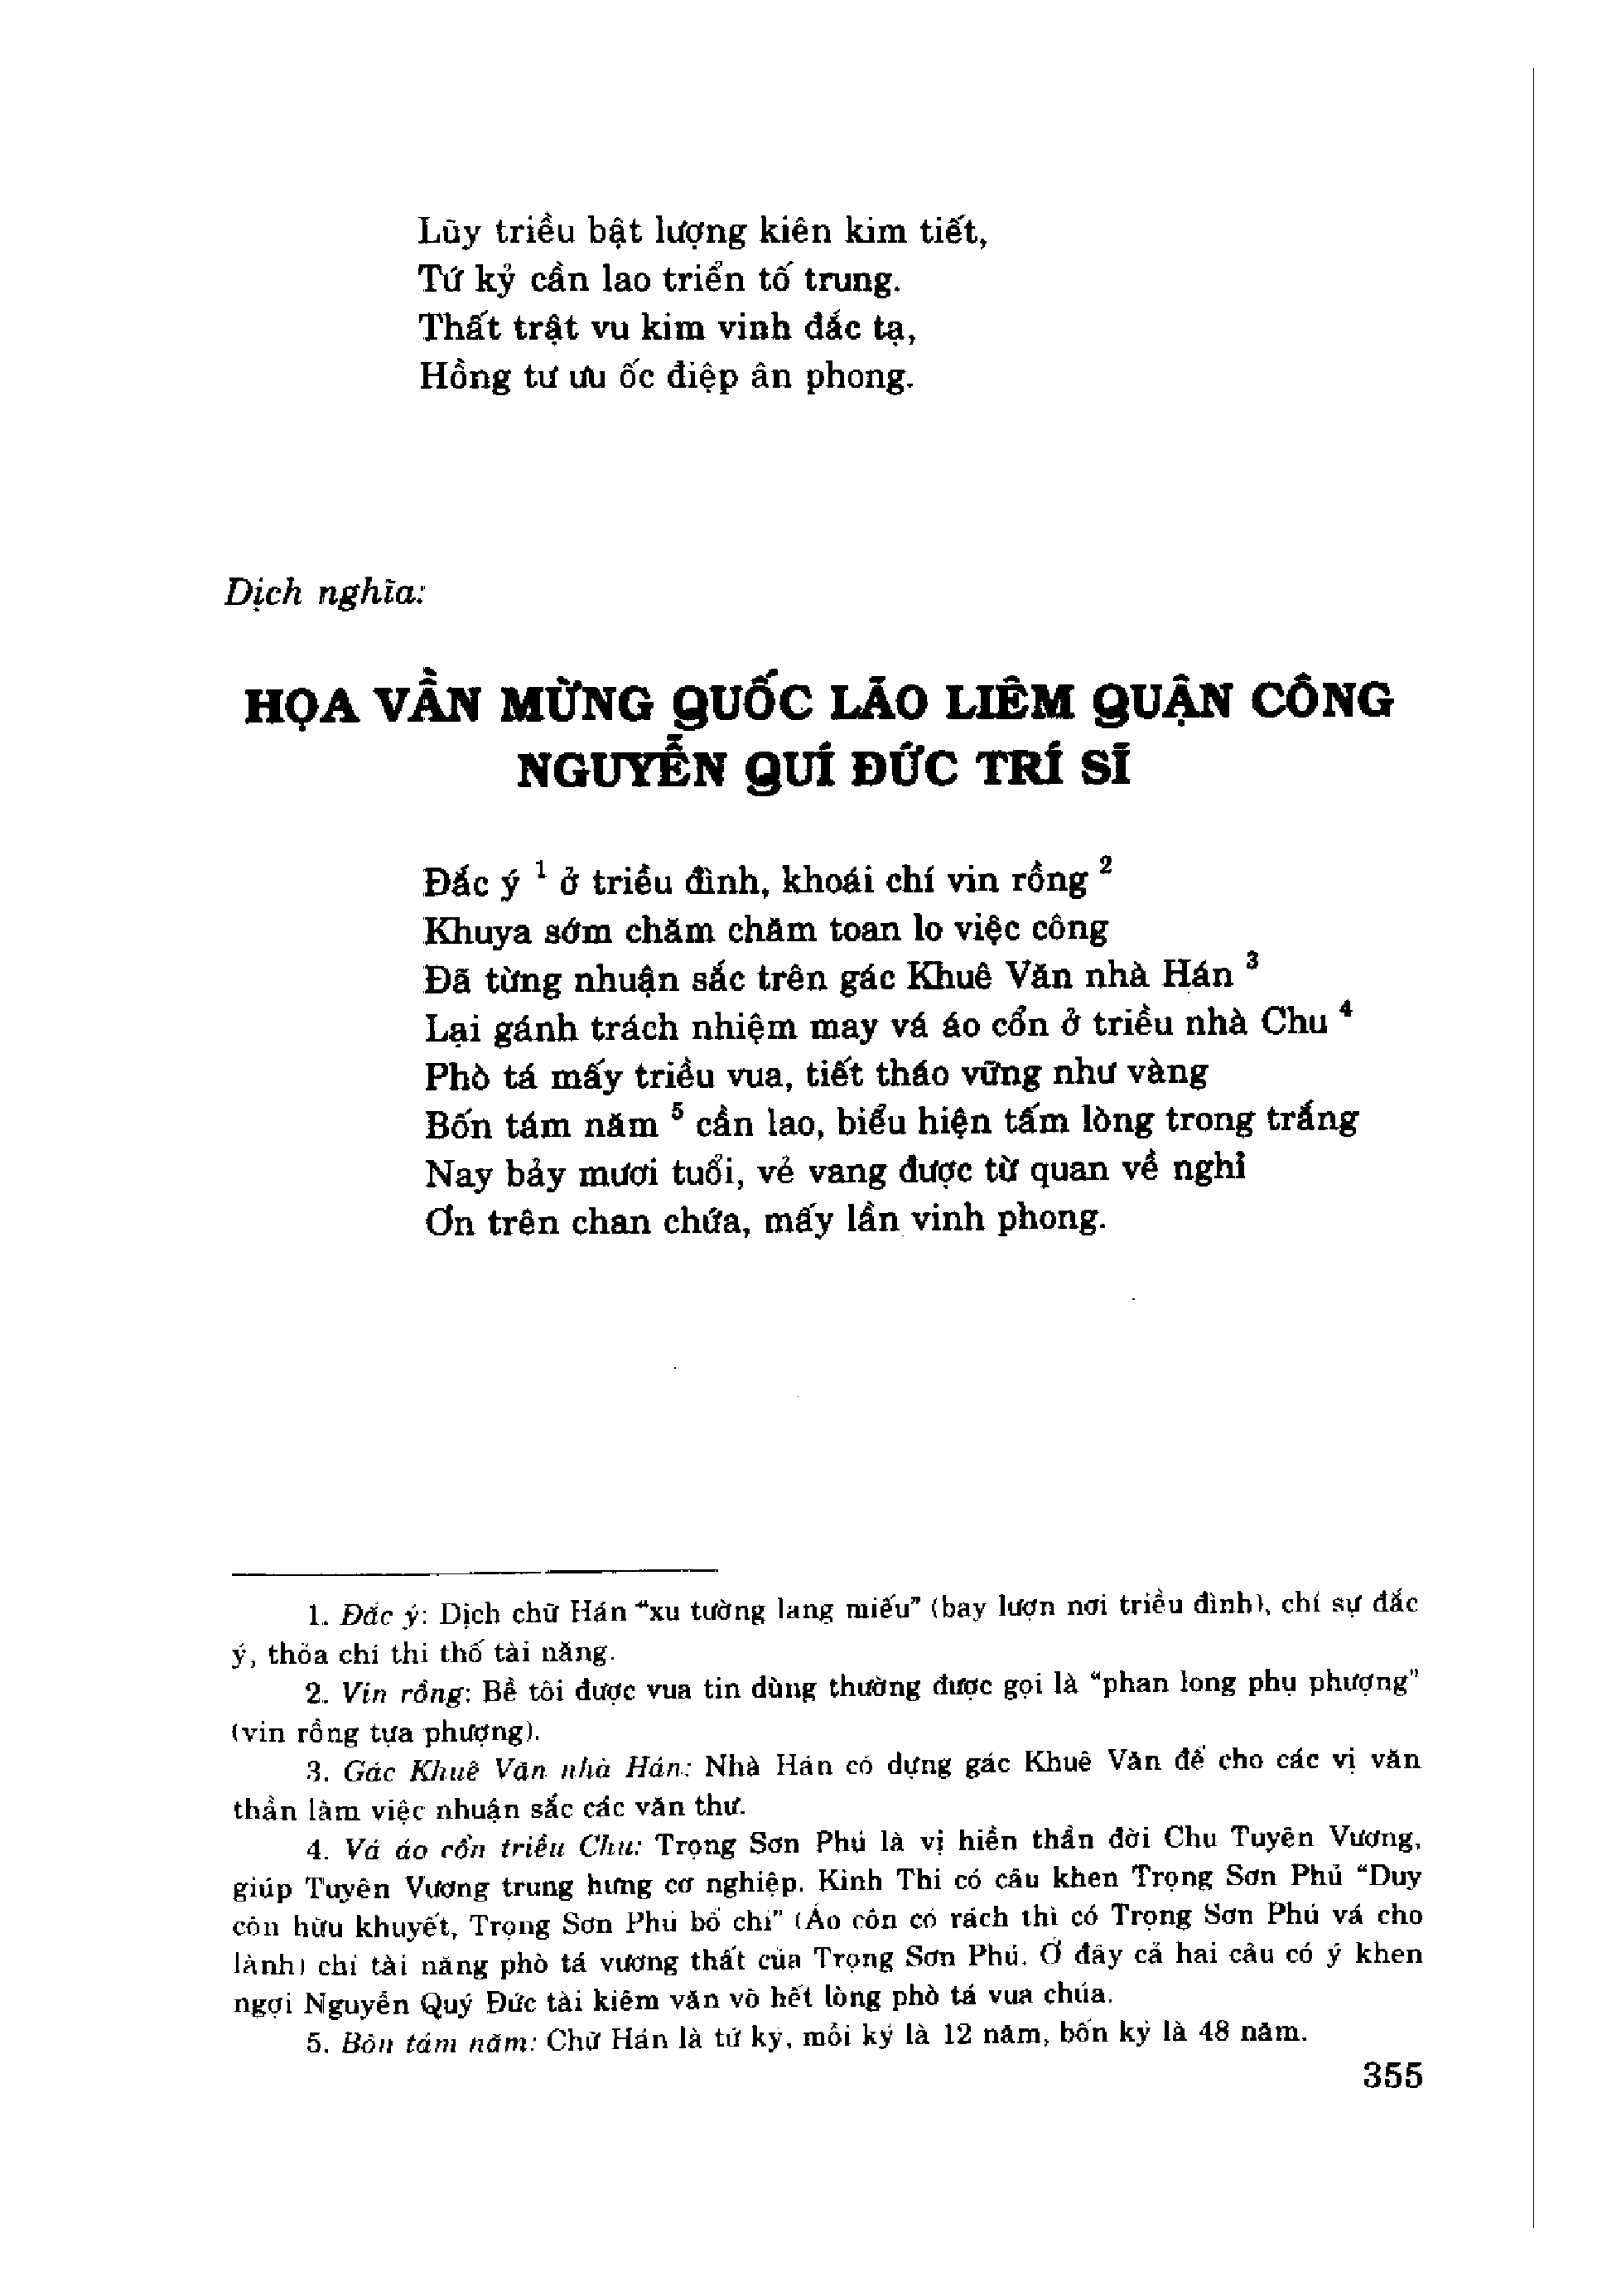 Lũy triều bật lượng kiên kim tiết,
Tứ kỷ cần lao triển tố trung.
Thất trật vu kim vinh đắc tạ,
Hồng tư ưu ốc điệp ân phong.
Dịch nghĩa:
HỌA VẦN MỪNG QUỐC LÃO LIÊM QUẬN CÔNG
NGUYỄN QUÍ ĐỨC TRÍ SĨ
Đắc ý ¹ ở triều đình, khoái chí vin rồng ²
Khuya sớm chăm chăm toan lo việc công
Đã từng nhuận sắc trên gác Khuê Văn nhà Hán ³
Lại gánh trách nhiệm may vá áo cổn ở triều nhà Chu ⁴
Phò tá mấy triều vua, tiết tháo vững như vàng
Bốn tám năm ⁵ cần lao, biểu hiện tấm lòng trong trắng
Nay bảy mươi tuổi, vẻ vang được từ quan về nghỉ
Ơn trên chan chứa, mấy lần vinh phong.
1. Đắc ý: Dịch chữ Hán “xu tường lang miếu” (bay lượn nơi triều đình), chỉ sự đắc
ý, thỏa chí thi thố tài năng.
2. Vin rồng: Bề tôi được vua tin dùng thường được gọi là “phan long phụ phượng”
(vin rồng tựa phượng).
3. Gác Khuê Văn nhà Hán: Nhà Hán có dựng gác Khuê Văn để cho các vị văn
thần làm việc nhuận sắc các văn thư.
4. Vá áo cổn triều Chu: Trọng Sơn Phủ là vị hiền thần đời Chu Tuyên Vương,
giúp Tuyên Vương trung hưng cơ nghiệp. Kinh Thi có câu khen Trọng Sơn Phủ “Duy
cổn hữu khuyết, Trọng Sơn Phủ bổ chi” (Áo cổn có rách thì có Trọng Sơn Phủ vá cho
lành) chỉ tài năng phò tá vương thất của Trọng Sơn Phủ. Ở đây cả hai câu có ý khen
ngợi Nguyễn Quý Đức tài kiêm văn võ hết lòng phò tá vua chúa.
5. Bốn tám năm: Chữ Hán là tứ kỷ, mỗi kỷ là 12 năm, bốn kỷ là 48 năm.
355